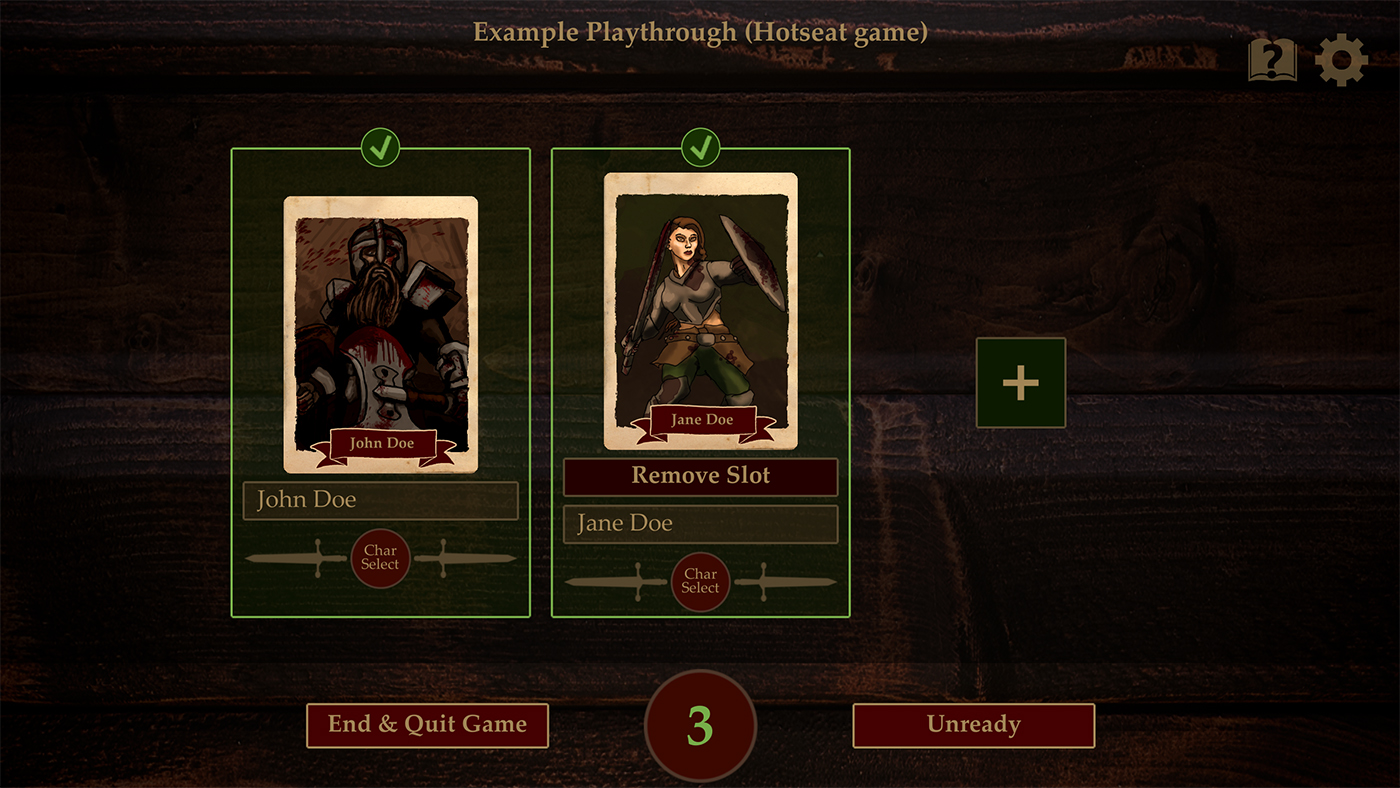 Example Playthrough (Hotseat game)
?
John Doe
John Doe
Char
Select
Jane Doe
Remove Slot
Jane Doe
Char
Select
+
End & Quit Game
3
Unready